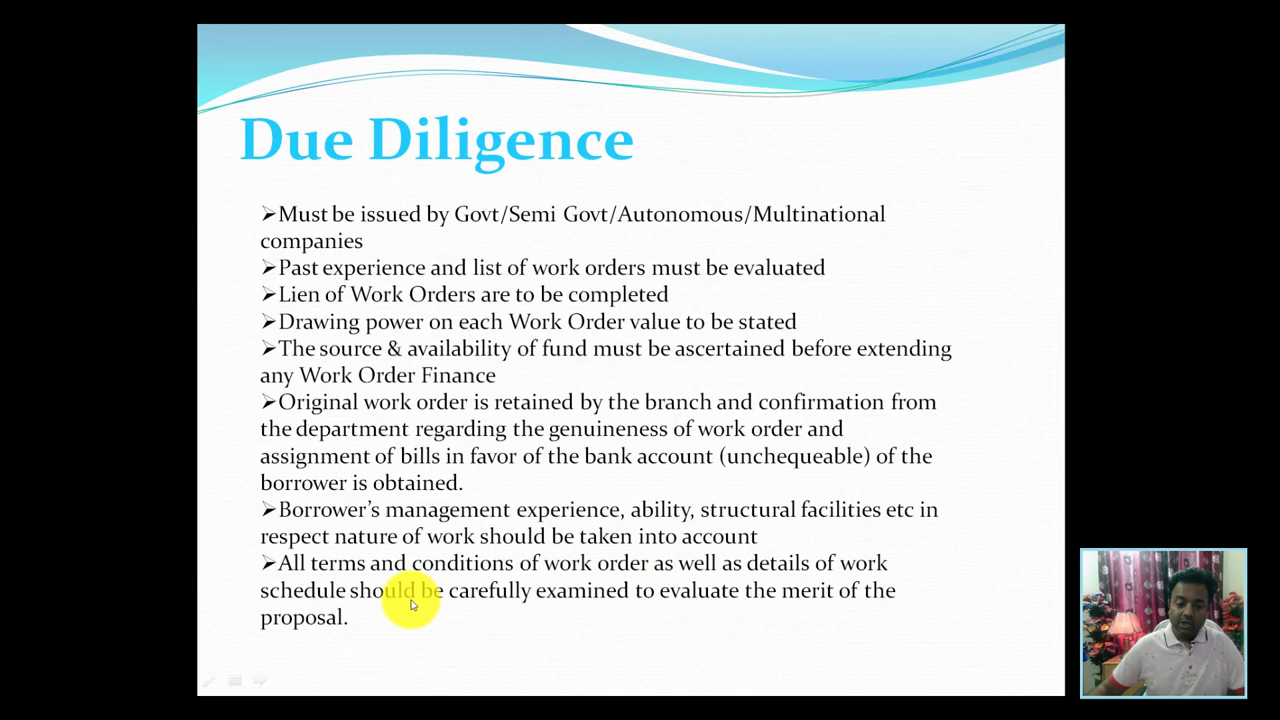 Due Diligence
➢Must be issued by Govt/Semi Govt/Autonomous/Multinational
companies
➢Past experience and list of work orders must be evaluated
➢Lien of Work Orders are to be completed
➢Drawing power on each Work Order value to be stated
➢The source & availability of fund must be ascertained before extending
any Work Order Finance
➢Original work order is retained by the branch and confirmation from
the department regarding the genuineness of work order and
assignment of bills in favor of the bank account (unchequeable) of the
borrower is obtained.
➢Borrower’s management experience, ability, structural facilities etc in
respect nature of work should be taken into account
➢All terms and conditions of work order as well as details of work
schedule should be carefully examined to evaluate the merit of the
proposal.